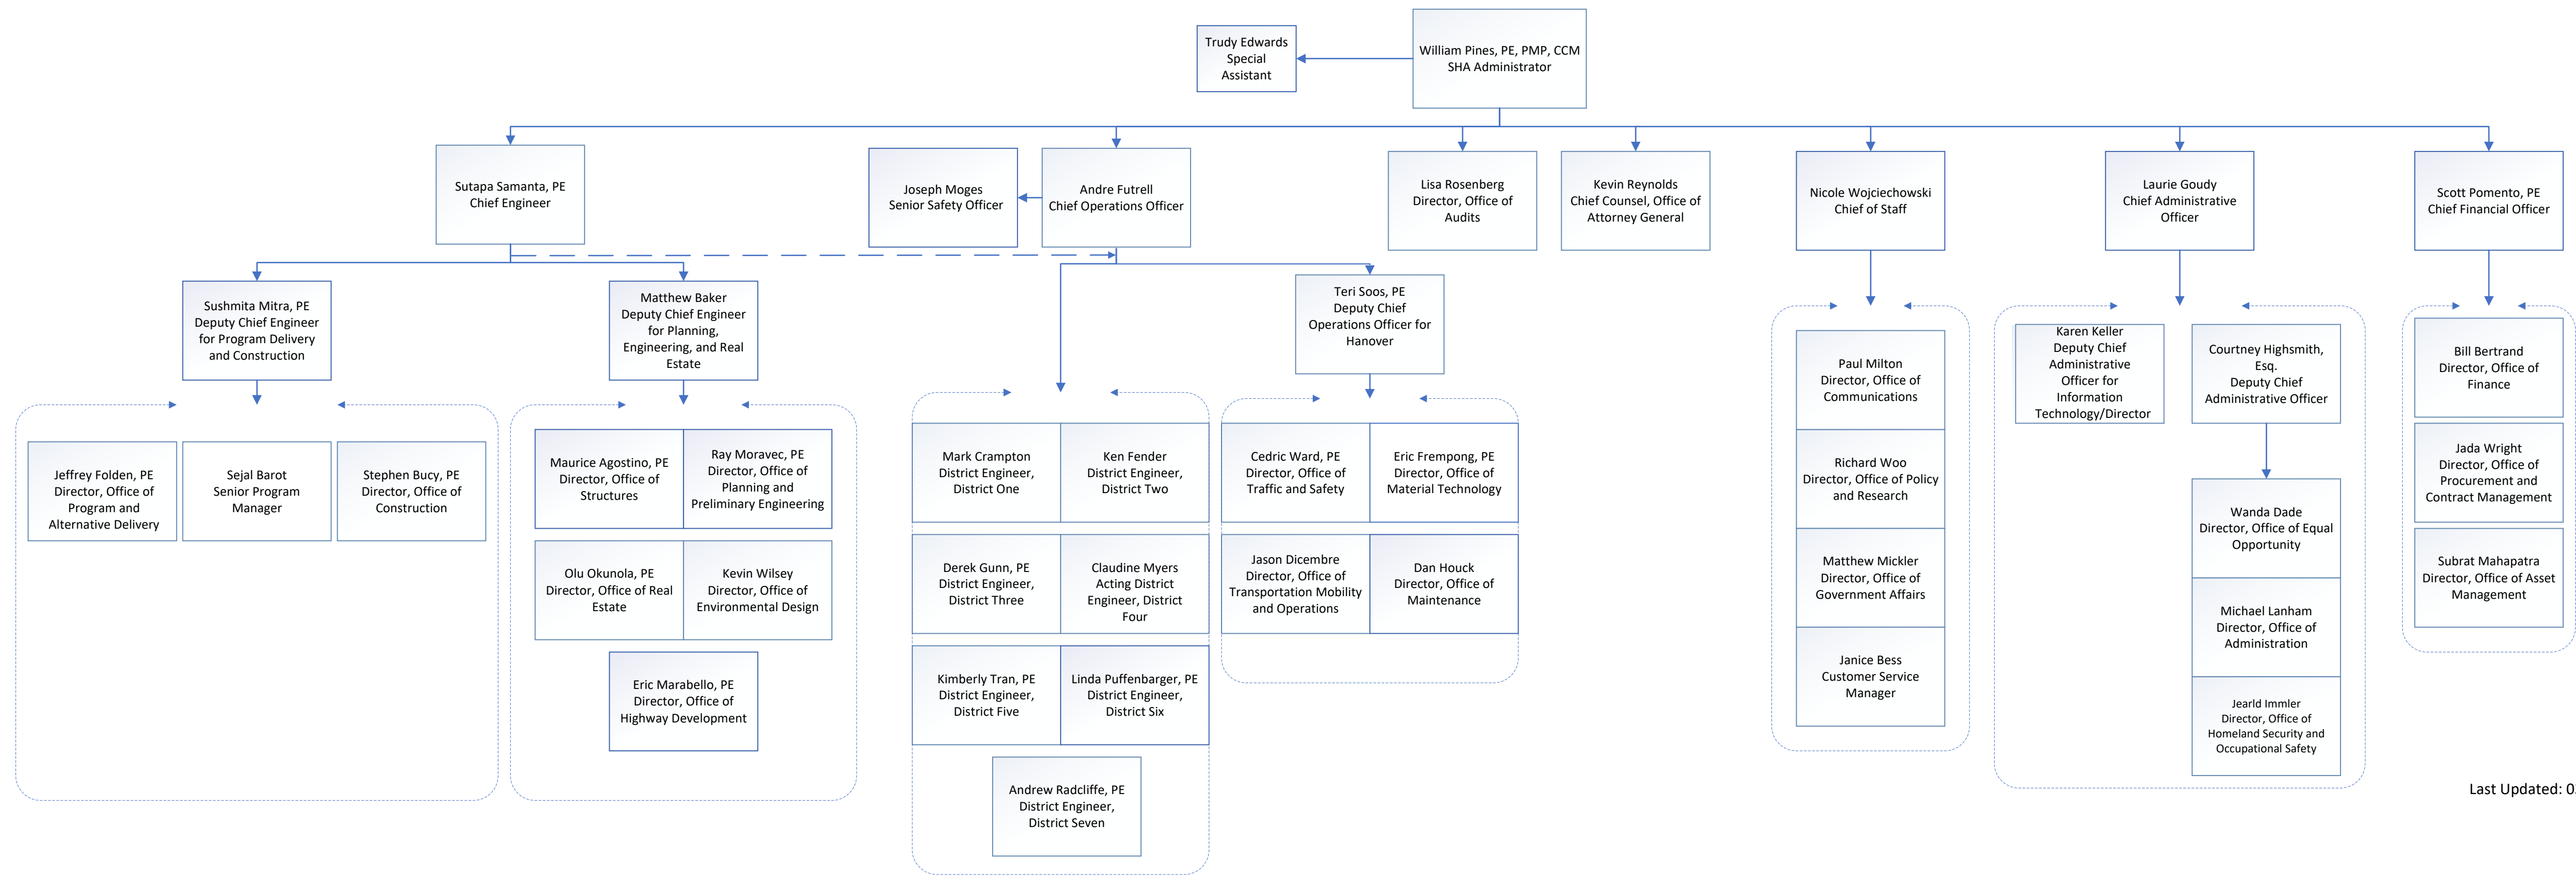 Trudy Edwards
Special
Assistant
William Pines, PE, PMP, CCM
SHA Administrator
Sutapa Samanta, PE
Chief Engineer
Joseph Moges
Senior Safety Officer
Andre Futrell
Chief Operations Officer
Lisa Rosenberg
Director, Office of
Audits
Kevin Reynolds
Chief Counsel, Office of
Attorney General
Nicole Wojciechowski
Chief of Staff
Laurie Goudy
Chief Administrative
Officer
Scott Pomento, PE
Chief Financial Officer
Sushmita Mitra, PE
Deputy Chief Engineer
for Program Delivery
and Construction
Matthew Baker
Deputy Chief Engineer
for Planning,
Engineering, and Real
Estate
Teri Soos, PE
Deputy Chief
Operations Officer for
Hanover
Jeffrey Folden, PE
Director, Office of
Program and
Alternative Delivery
Sejal Barot
Senior Program
Manager
Stephen Bucy, PE
Director, Office of
Construction
Maurice Agostino, PE
Director, Office of
Structures
Ray Moravec, PE
Director, Office of
Planning and
Preliminary Engineering
Olu Okunola, PE
Director, Office of Real
Estate
Kevin Wilsey
Director, Office of
Environmental Design
Eric Marabello, PE
Director, Office of
Highway Development
Mark Crampton
District Engineer,
District One
Ken Fender
District Engineer,
District Two
Derek Gunn, PE
District Engineer,
District Three
Claudine Myers
Acting District
Engineer, District
Four
Kimberly Tran, PE
District Engineer,
District Five
Linda Puffenbarger, PE
District Engineer,
District Six
Andrew Radcliffe, PE
District Engineer,
District Seven
Cedric Ward, PE
Director, Office of
Traffic and Safety
Eric Frempong, PE
Director, Office of
Material Technology
Jason Dicembre
Director, Office of
Transportation Mobility
and Operations
Dan Houck
Director, Office of
Maintenance
Paul Milton
Director, Office of
Communications
Richard Woo
Director, Office of Policy
and Research
Matthew Mickler
Director, Office of
Government Affairs
Janice Bess
Customer Service
Manager
Karen Keller
Deputy Chief
Administrative
Officer for
Information
Technology/Director
Courtney Highsmith,
Esq.
Deputy Chief
Administrative Officer
Wanda Dade
Director, Office of Equal
Opportunity
Michael Lanham
Director, Office of
Administration
Jearld Immler
Director, Office of
Homeland Security and
Occupational Safety
Bill Bertrand
Director, Office of
Finance
Jada Wright
Director, Office of
Procurement and
Contract Management
Subrat Mahapatra
Director, Office of Asset
Management
Last Updated: